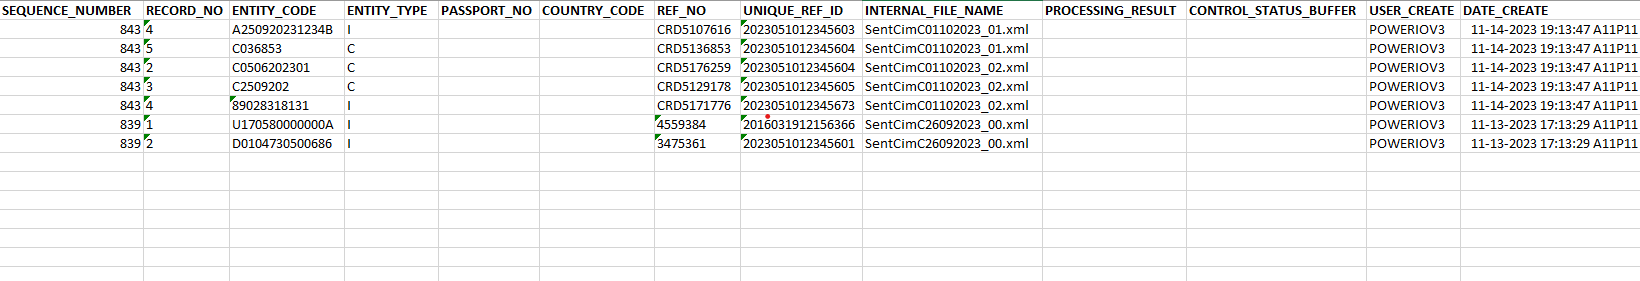 SEQUENCE_NUMBER RECORD_NO ENTITY_CODE ENTITY_TYPE PASSPORT_NO COUNTRY_CODE REF_NO UNIQUE_REF_ID INTERNAL_FILE_NAME PROCESSING_RESULT CONTROL_STATUS_BUFFER USER_CREATE DATE_CREATE
843 4 A250920231234B I CRD5107616 2023051012345603 SentCimC01102023_01.xml POWERIOV3 11-14-2023 19:13:47 A11P11
843 5 C036853 C CRD5136853 2023051012345604 SentCimC01102023_01.xml POWERIOV3 11-14-2023 19:13:47 A11P11
843 2 C0506202301 C CRD5176259 2023051012345604 SentCimC01102023_02.xml POWERIOV3 11-14-2023 19:13:47 A11P11
843 3 C2509202 C CRD5129178 2023051012345605 SentCimC01102023_02.xml POWERIOV3 11-14-2023 19:13:47 A11P11
843 4 89028318131 I CRD5171776 2023051012345673 SentCimC01102023_02.xml POWERIOV3 11-14-2023 19:13:47 A11P11
839 1 U170580000000A I 4559384 2016031912156366 SentCimC26092023_00.xml POWERIOV3 11-13-2023 17:13:29 A11P11
839 2 D0104730500686 I 3475361 2023051012345601 SentCimC26092023_00.xml POWERIOV3 11-13-2023 17:13:29 A11P11